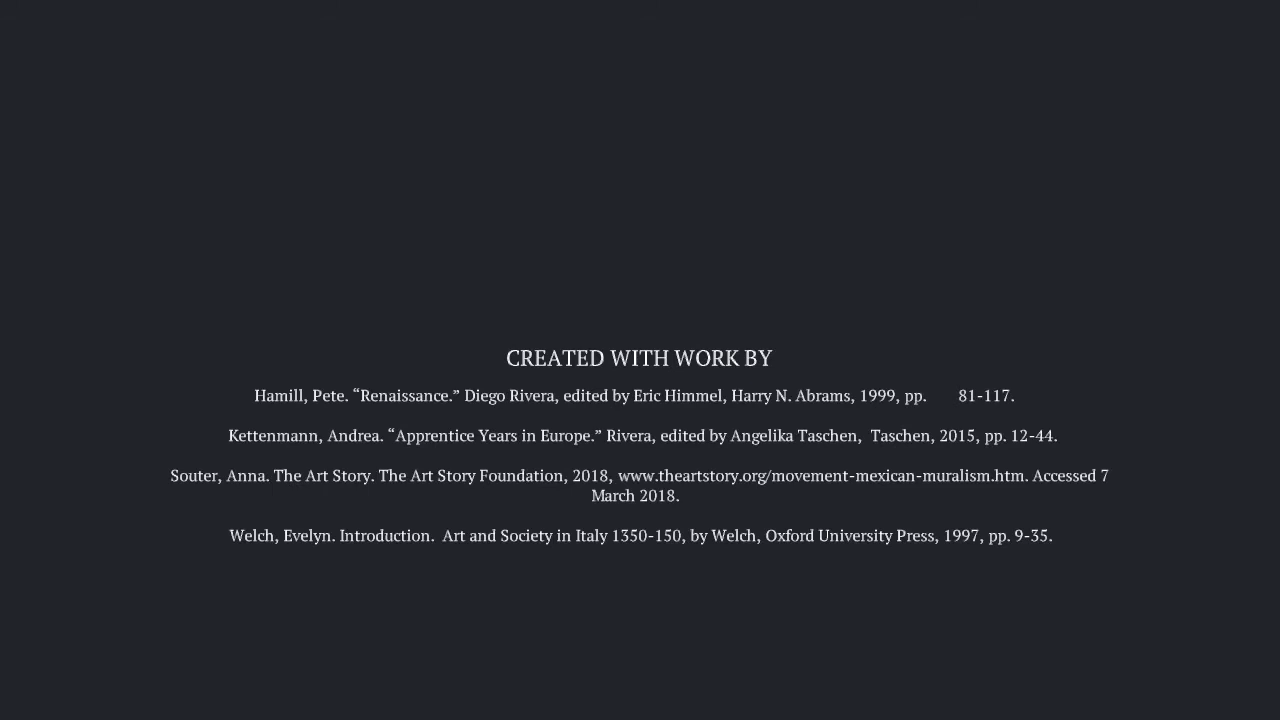 CREATED WITH WORK BY
Hamill, Pete. “Renaissance.” Diego Rivera, edited by Eric Himmel, Harry N. Abrams, 1999, pp. 81-117.
Kettenmann, Andrea. “Apprentice Years in Europe.” Rivera, edited by Angelika Taschen, Taschen, 2015, pp. 12-44.
Souter, Anna. The Art Story. The Art Story Foundation, 2018, www.theartstory.org/movement-mexican-muralism.htm. Accessed 7
March 2018.
Welch, Evelyn. Introduction. Art and Society in Italy 1350-150, by Welch, Oxford University Press, 1997, pp. 9-35.